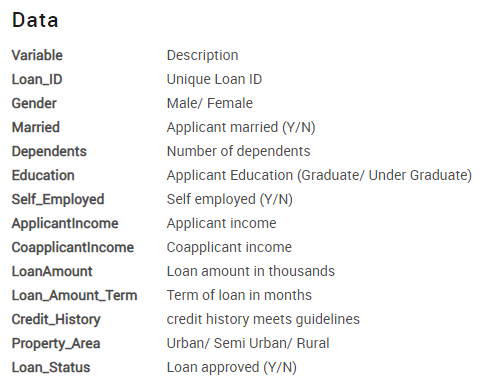 Data
Variable Description
Loan_ID Unique Loan ID
Gender Male/ Female
Married Applicant married (Y/N)
Dependents Number of dependents
Education Applicant Education (Graduate/ Under Graduate)
Self_Employed Self employed (Y/N)
ApplicantIncome Applicant income
CoapplicantIncome Coapplicant income
LoanAmount Loan amount in thousands
Loan_Amount_Term Term of loan in months
Credit_History credit history meets guidelines
Property_Area Urban/ Semi Urban/ Rural
Loan_Status Loan approved (Y/N)